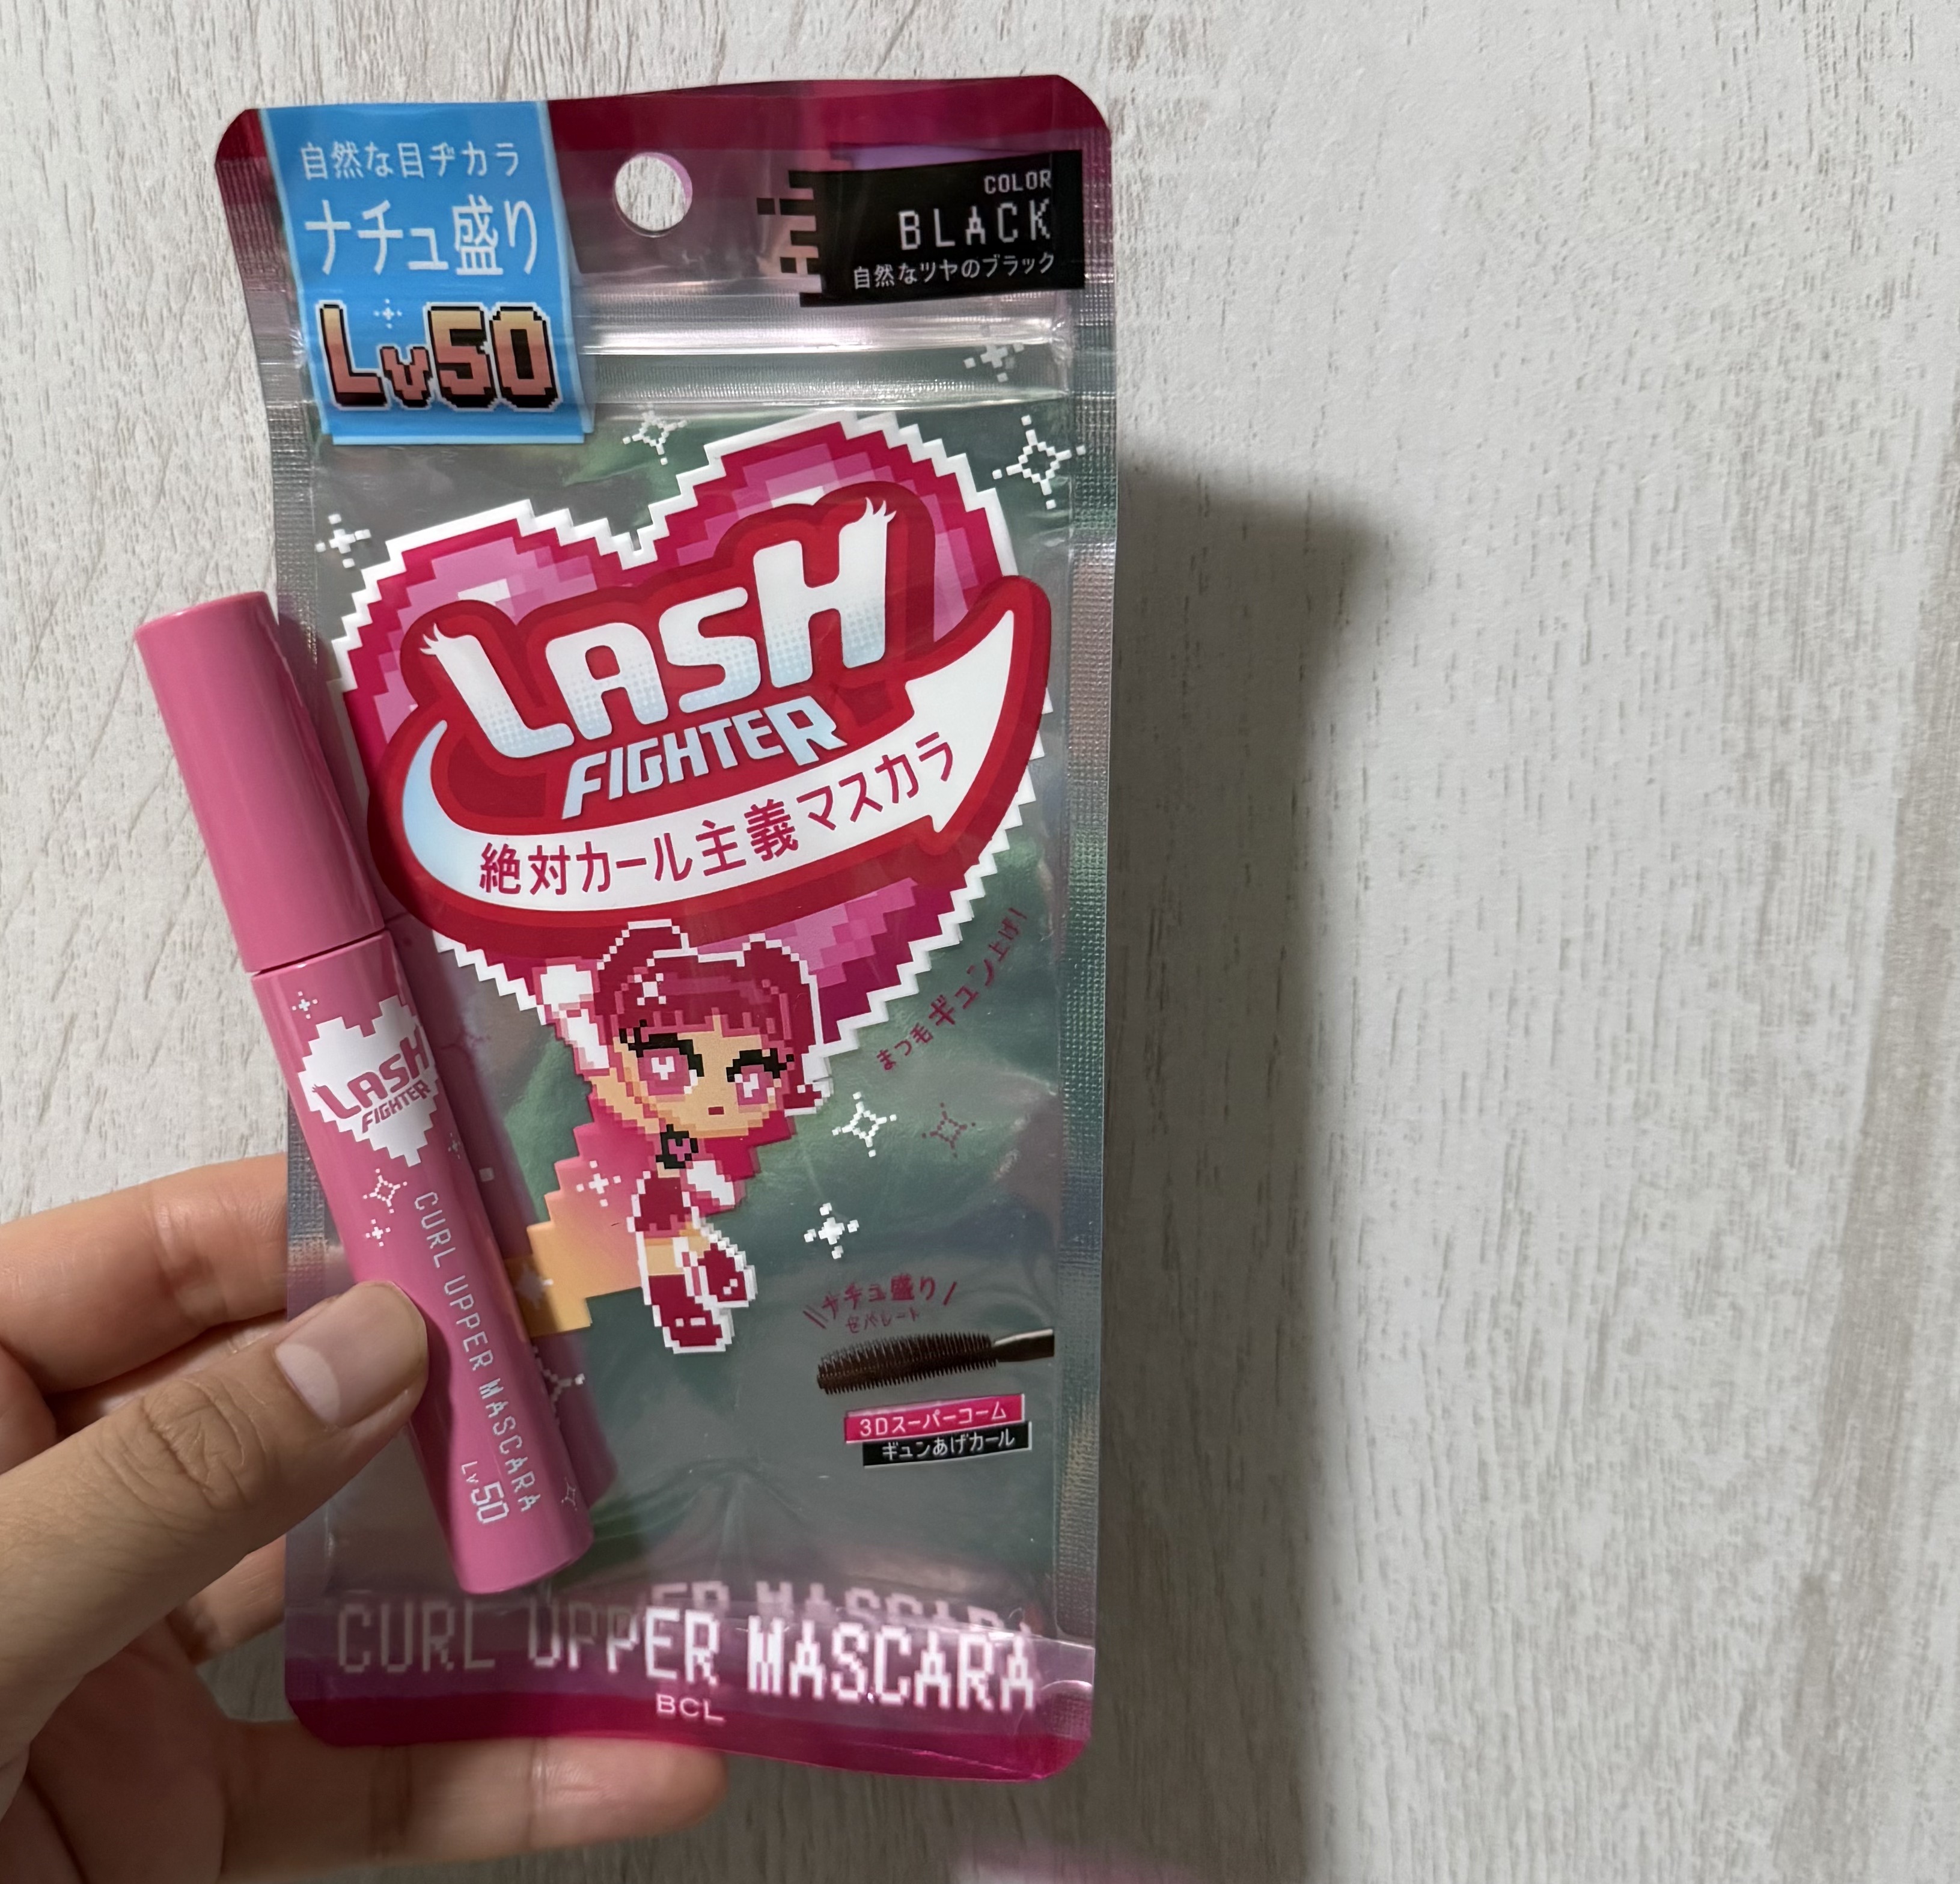 自然な目ヂカラ
ナチュ盛り
Lv50
COLOR
BLACK
自然なツヤのブラック
LASH
FIGHTER
絶対カール主義マスカラ
まつ毛ギュン上げ!
LASH
FIGHTER
CURL UPPER MASCARA
Lv50
\\ナチュ盛り/
セパレート
3Dスーパーコーム
ギュンあげカール
CURL UPPER MASCARA
BCL